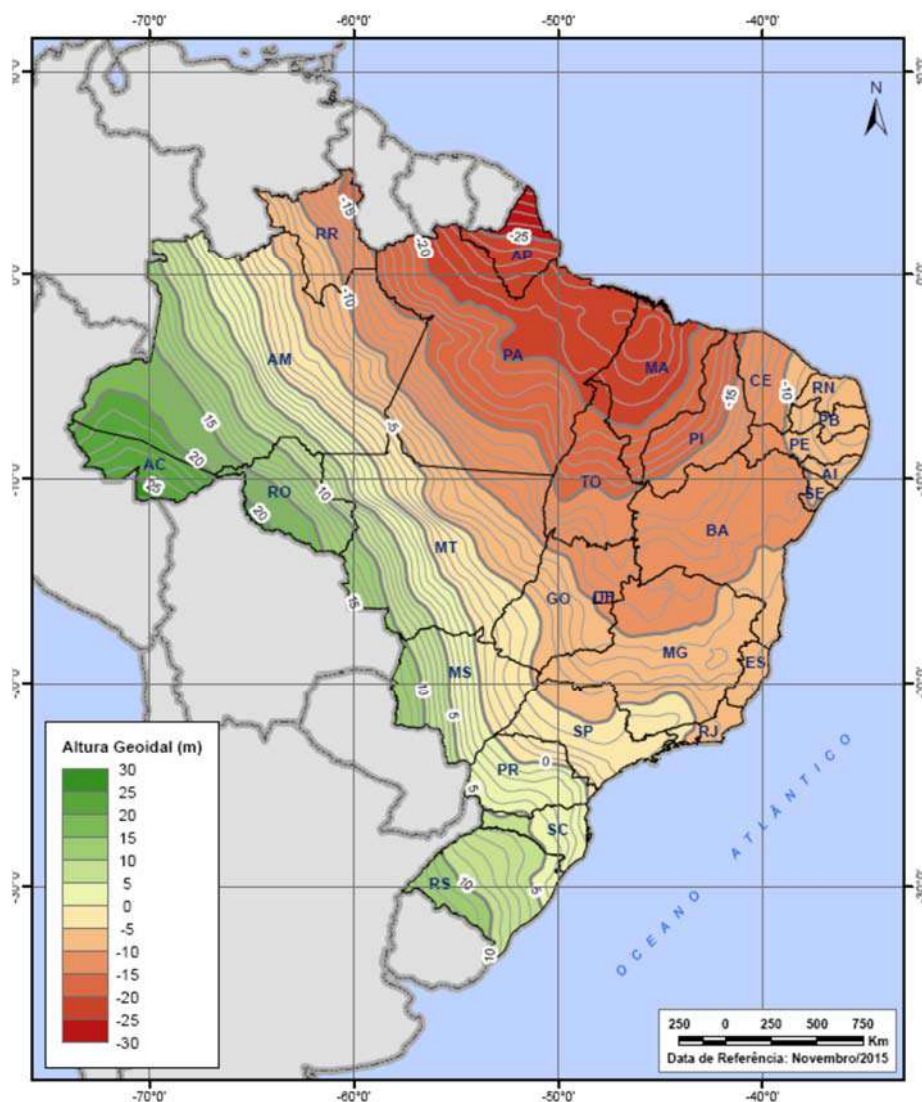 -70°0' -60°0' -50°0' -40°0'
N
0°0'
-15
RR
-20
-25
AP
-10
AM
PA
MA
CE
RN
-10
PB
-15
PI
PE
15
-5
AC
20
25
RO
10
TO
AL
SE
20
BA
MT
15
GO
DF
MG
ES
10
MS
5
SP
RJ
PR
0
5
SC
RS
10
5
10
OCEANO ATLÂNTICO
Altura Geoidal (m)
30
25
20
15
10
5
0
-5
-10
-15
-20
-25
-30
250 0 250 500 750
Km
Data de Referência: Novembro/2015
-70°0' -60°0' -50°0' -40°0'